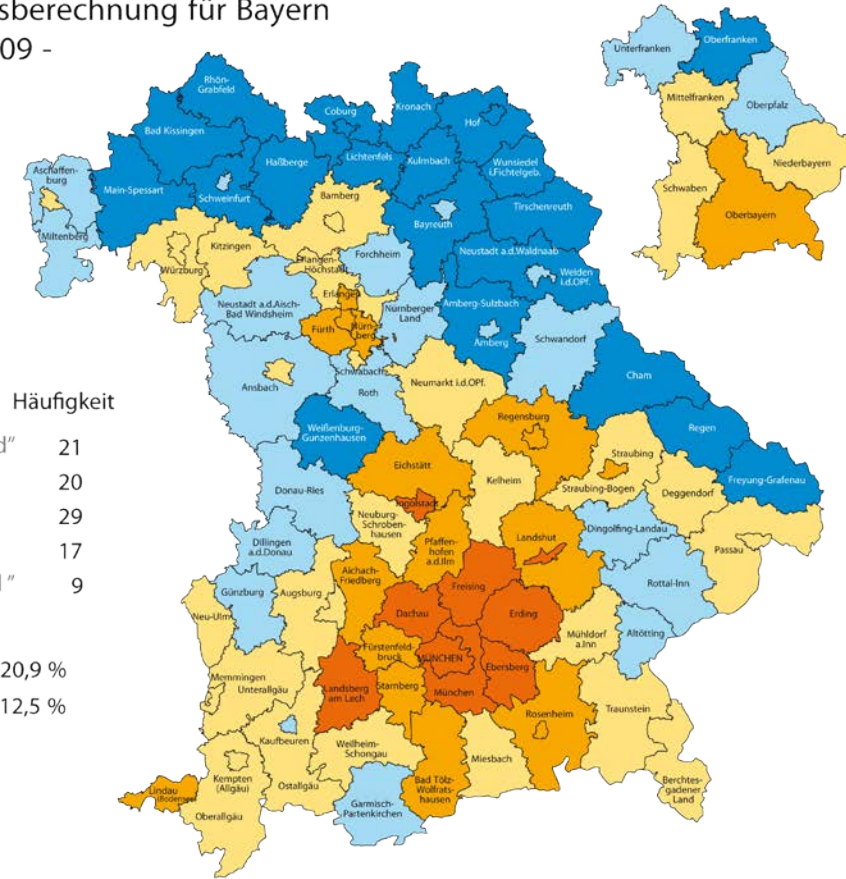 sberechnung für Bayern
09 -
Häufigkeit
d" 21
20
29
17
l " 9
20,9 %
12,5 %
Unterfranken
Oberfranken
Mittelfranken
Oberpfalz
Niederbayern
Schwaben
Oberbayern
Rhön-
Grabfeld
Coburg
Kronach
Hof
Bad Kissingen
Lichtenfels
Kulmbach
Wunsiedel
i.Fichtelgeb.
Haßberge
Aschaffen-
burg
Main-Spessart
Schweinfurt
Bamberg
Bayreuth
Tirschenreuth
Miltenberg
Würzburg
Kitzingen
Erlangen-
Höchstadt
Forchheim
Neustadt a.d.Waldnaab
Weiden
i.d.OPf.
Neustadt a.d.Aisch-
Bad Windsheim
Erlangen
Nürnberger
Land
Amberg-Sulzbach
Fürth
Nürn-
berg
Amberg
Schwandorf
Ansbach
Schwabach
Roth
Neumarkt i.d.OPf.
Cham
Weißenburg-
Gunzenhausen
Regensburg
Regen
Eichstätt
Straubing
Kelheim
Straubing-Bogen
Deggendorf
Freyung-Grafenau
Donau-Ries
Ingolstadt
Neuburg-
Schroben-
hausen
Pfaffen-
hofen
a.d.Ilm
Landshut
Dingolfing-Landau
Passau
Dillingen
a.d.Donau
Aichach-
Friedberg
Freising
Rottal-Inn
Günzburg
Augsburg
Dachau
Erding
Neu-Ulm
Mühldorf
a.Inn
Altötting
Fürstenfeld-
bruck
MÜNCHEN
Ebersberg
Memmingen
Unterallgäu
Landsberg
am Lech
Starnberg
München
Rosenheim
Traunstein
Kaufbeuren
Weilheim-
Schongau
Miesbach
Lindau
(Bodensee)
Kempten
(Allgäu)
Ostallgäu
Bad Tölz-
Wolfrats-
hausen
Berchtes-
gadener
Land
Garmisch-
Partenkirchen
Oberallgäu